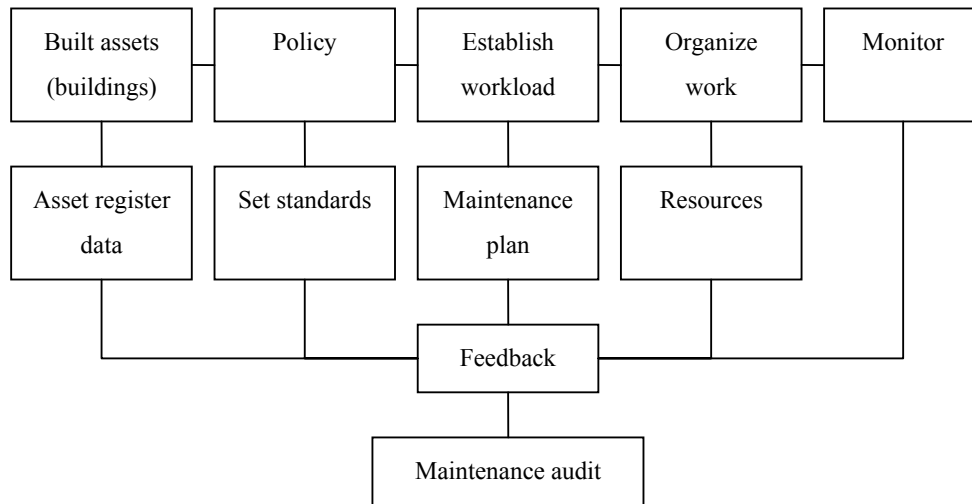 Built assets
(buildings)
Policy
Establish
workload
Organize
work
Monitor
Asset register
data
Set standards
Maintenance
plan
Resources
Feedback
Maintenance audit